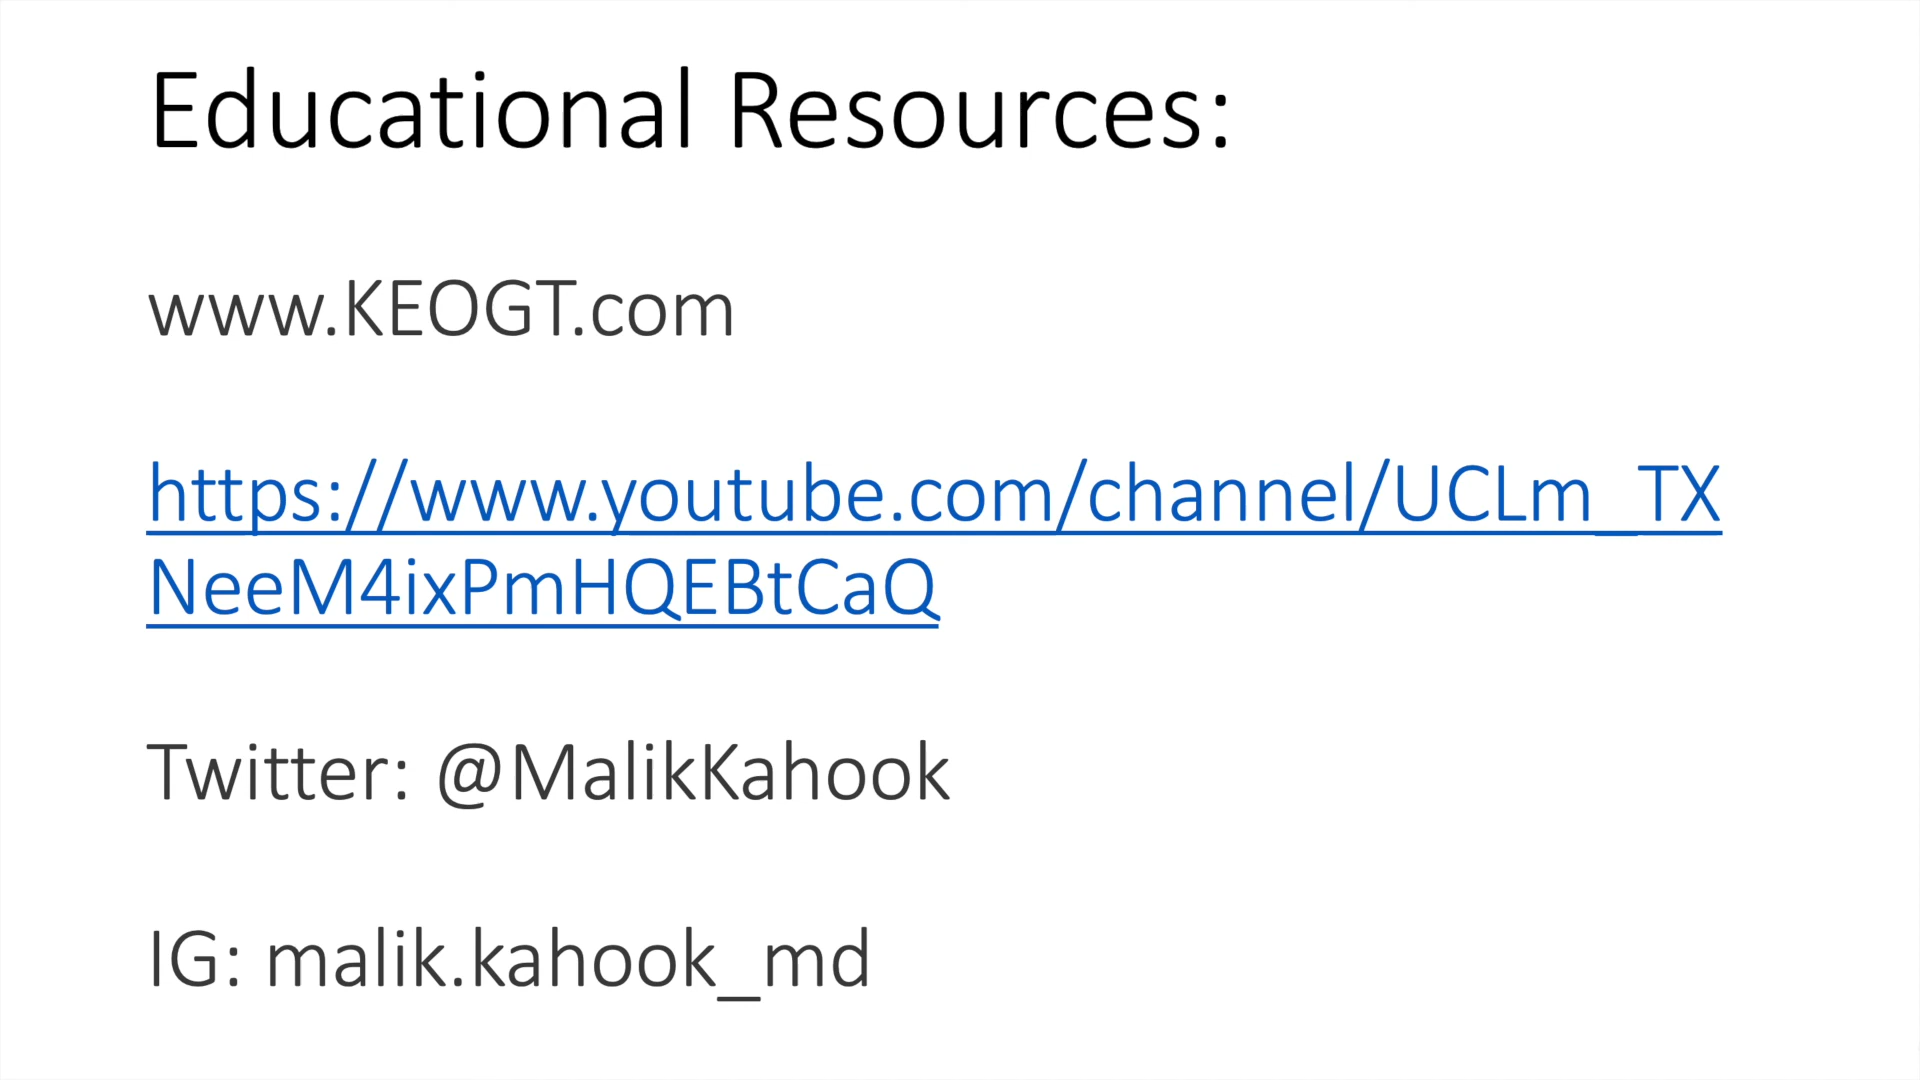 Educational Resources:
www.KEOGT.com
https://www.youtube.com/channel/UCLm_TX
NeeM4ixPmHQEBtCaQ
Twitter: @MalikKahook
IG: malik.kahook_md